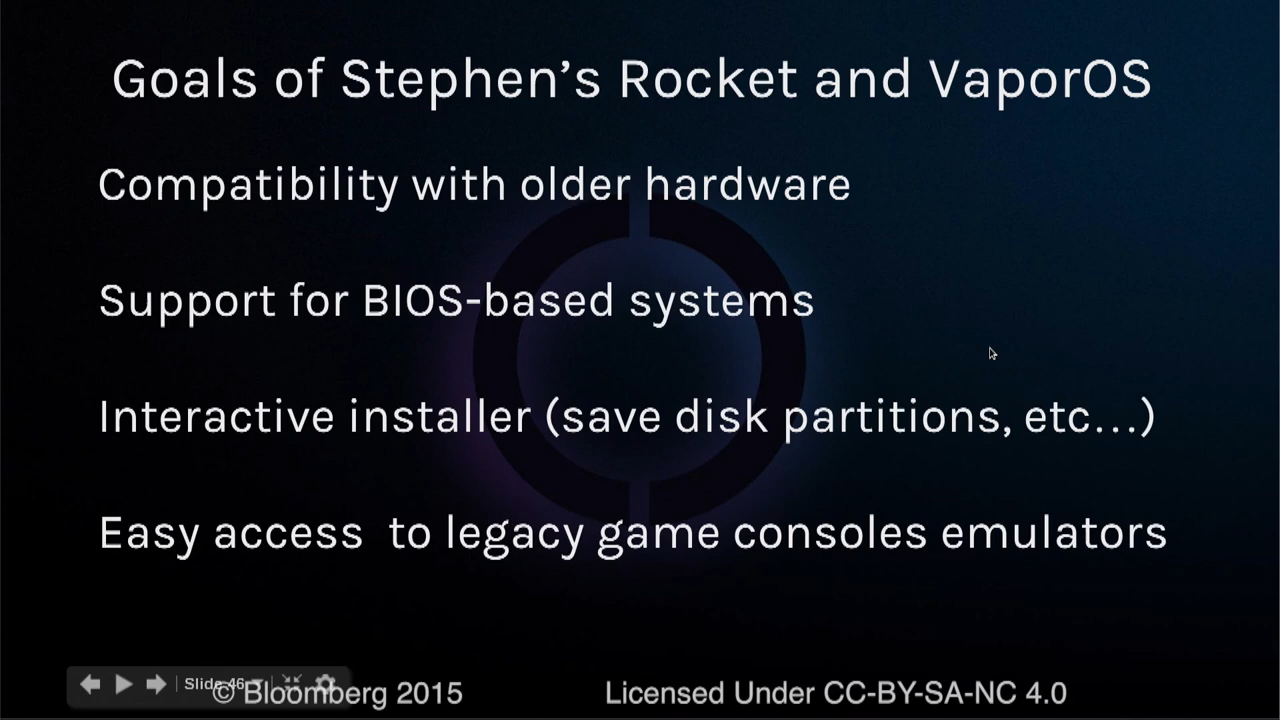 Goals of Stephen’s Rocket and VaporOS
Compatibility with older hardware
Support for BIOS-based systems
Interactive installer (save disk partitions, etc...)
Easy access  to legacy game consoles emulators
Slide 46
© Bloomberg 2015
Licensed Under CC-BY-SA-NC 4.0